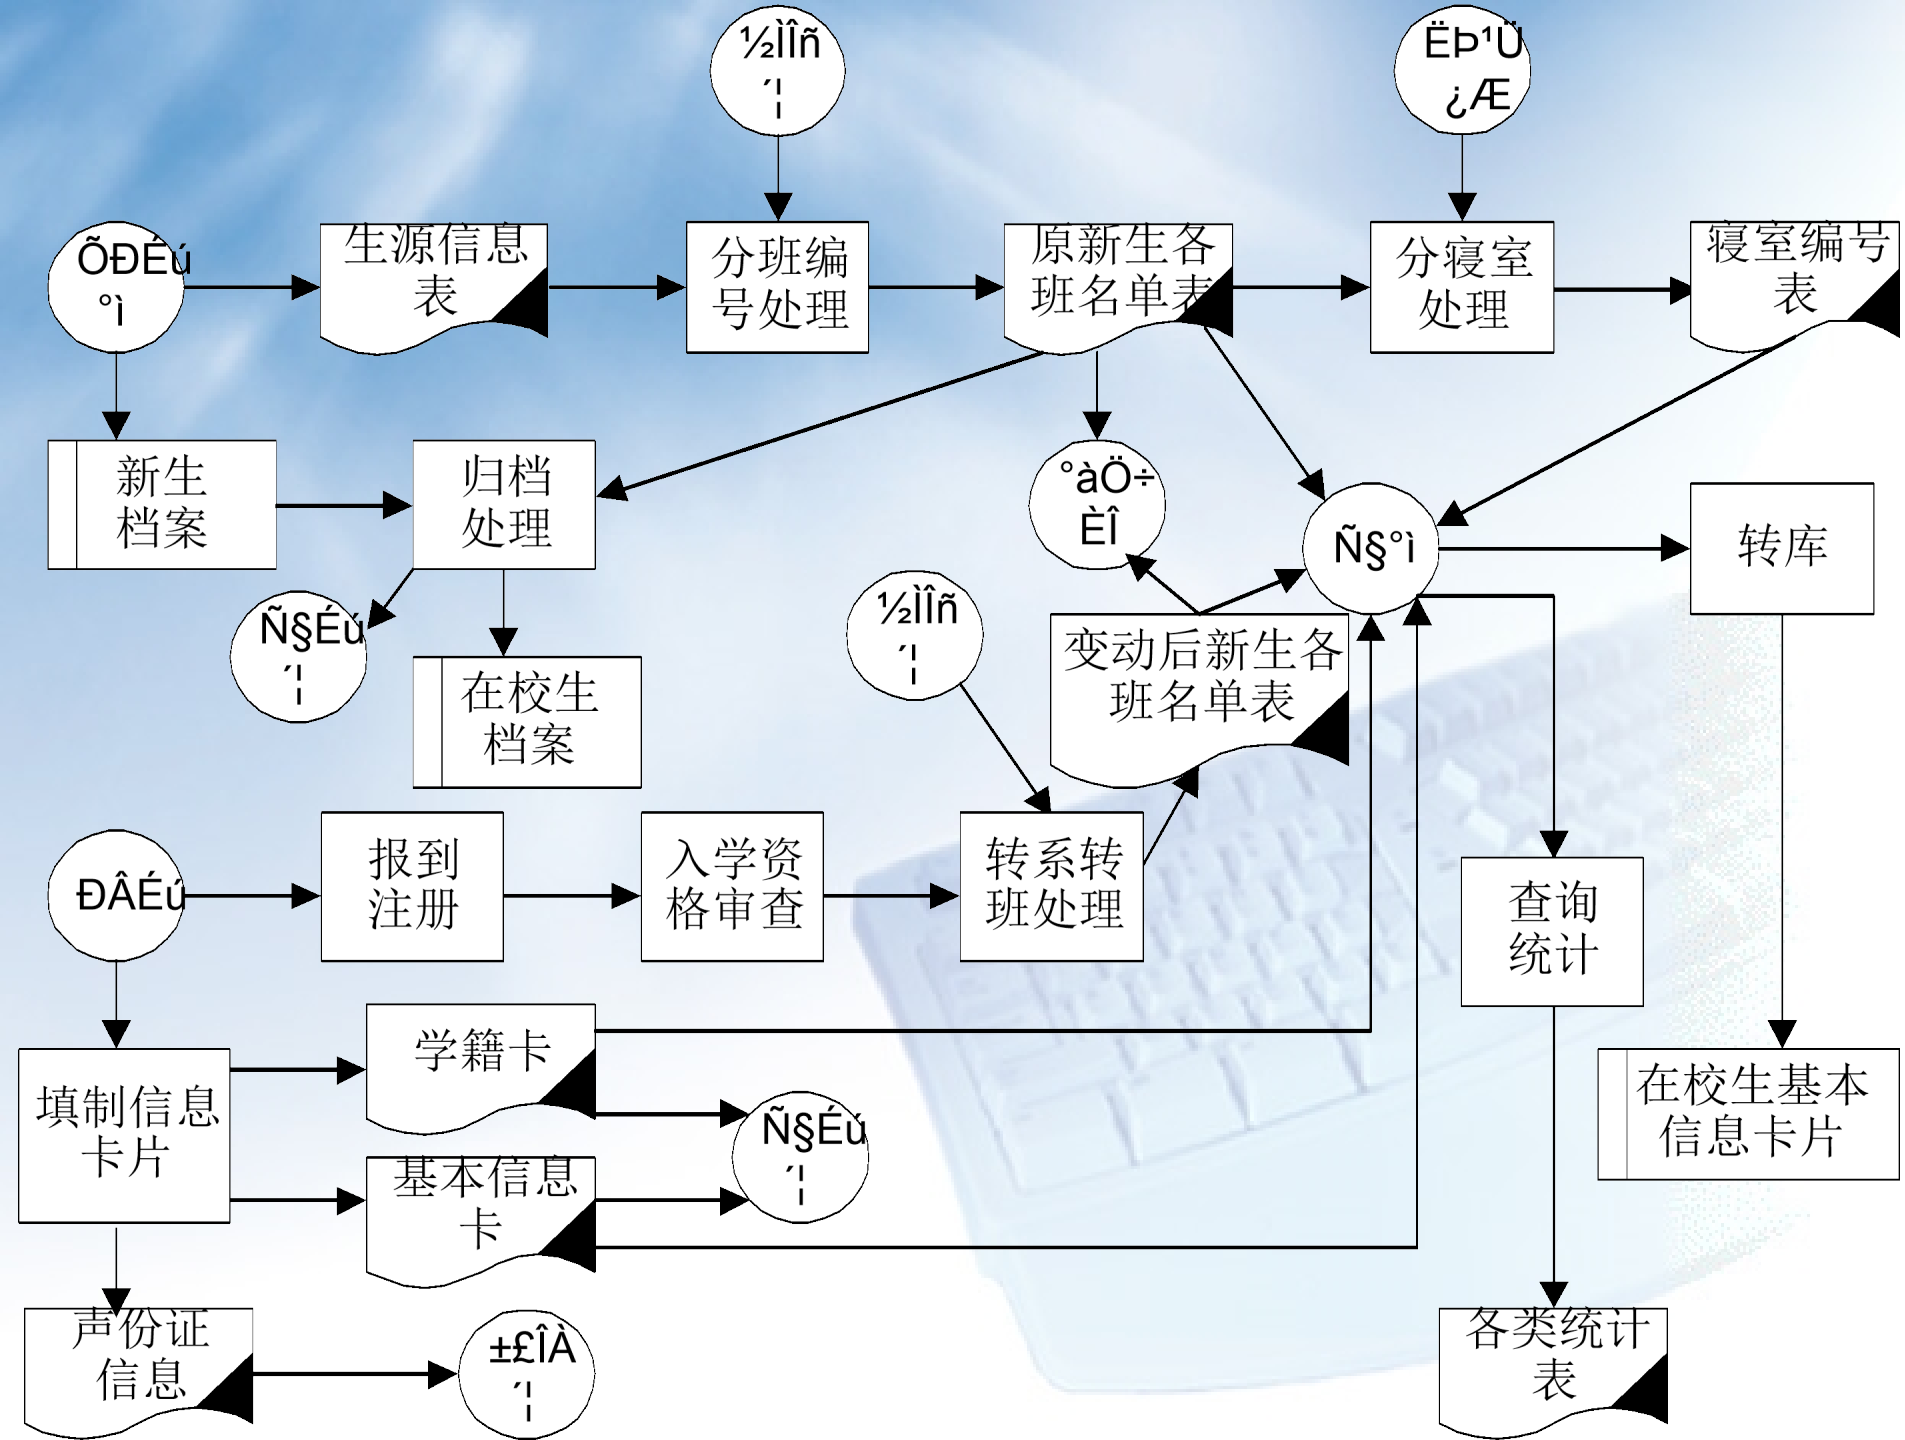 ½ÌÎñ
´¦
ËÞ¹Ü
¿Æ
ÕÐÉú
°ì
生源信息
表
分班编
号处理
原新生各
班名单表
分寝室
处理
寝室编号
表
新生
档案
归档
处理
°àÖ÷
ÈÎ
Ñ§°ì
转库
Ñ§Éú
´¦
在校生
档案
½ÌÎñ
´¦
变动后新生各
班名单表
ÐÂÉú
报到
注册
入学资
格审查
转系转
班处理
查询
统计
填制信息
卡片
学籍卡
基本信息
卡
Ñ§Éú
´¦
在校生基本
信息卡片
声份证
信息
±£ÎÀ
´¦
各类统计
表